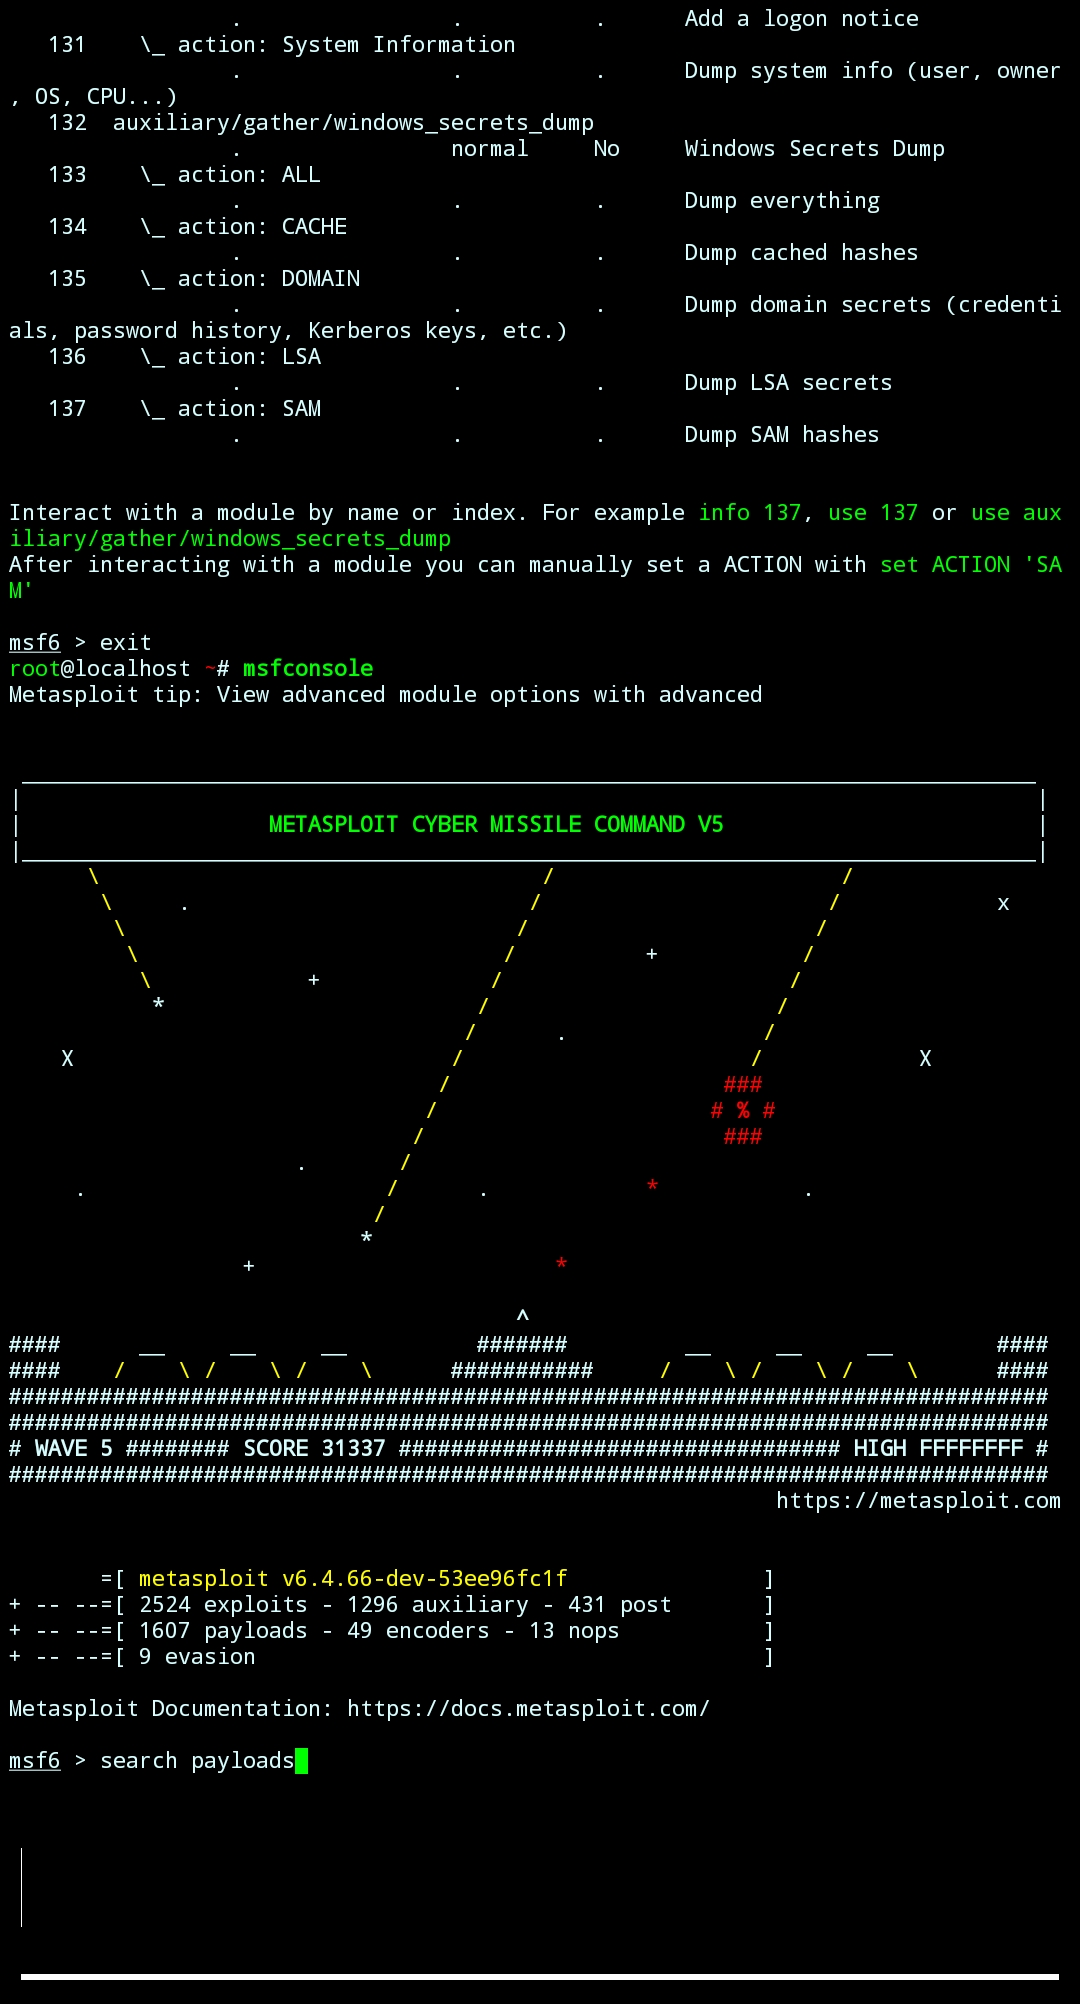 . . . Add a logon notice
131 \_ action: System Information
. . . Dump system info (user, owner
, OS, CPU...)
132 auxiliary/gather/windows_secrets_dump
. normal No Windows Secrets Dump
133 \_ action: ALL
. . . Dump everything
134 \_ action: CACHE
. . . Dump cached hashes
135 \_ action: DOMAIN
. . . Dump domain secrets (credenti
als, password history, Kerberos keys, etc.)
136 \_ action: LSA
. . . Dump LSA secrets
137 \_ action: SAM
. . . Dump SAM hashes
Interact with a module by name or index. For example info 137, use 137 or use aux
iliary/gather/windows_secrets_dump
After interacting with a module you can manually set a ACTION with set ACTION 'SA
M'
msf6 > exit
root@localhost ~# msfconsole
Metasploit tip: View advanced module options with advanced
METASPLOIT CYBER MISSILE COMMAND V5
# WAVE 5 ######## SCORE 31337 ################################## HIGH FFFFFFFF #
https://metasploit.com
=[ metasploit v6.4.66-dev-53ee96fc1f ]
+ -- --=[ 2524 exploits - 1296 auxiliary - 431 post ]
+ -- --=[ 1607 payloads - 49 encoders - 13 nops ]
+ -- --=[ 9 evasion ]
Metasploit Documentation: https://docs.metasploit.com/
msf6 > search payloads